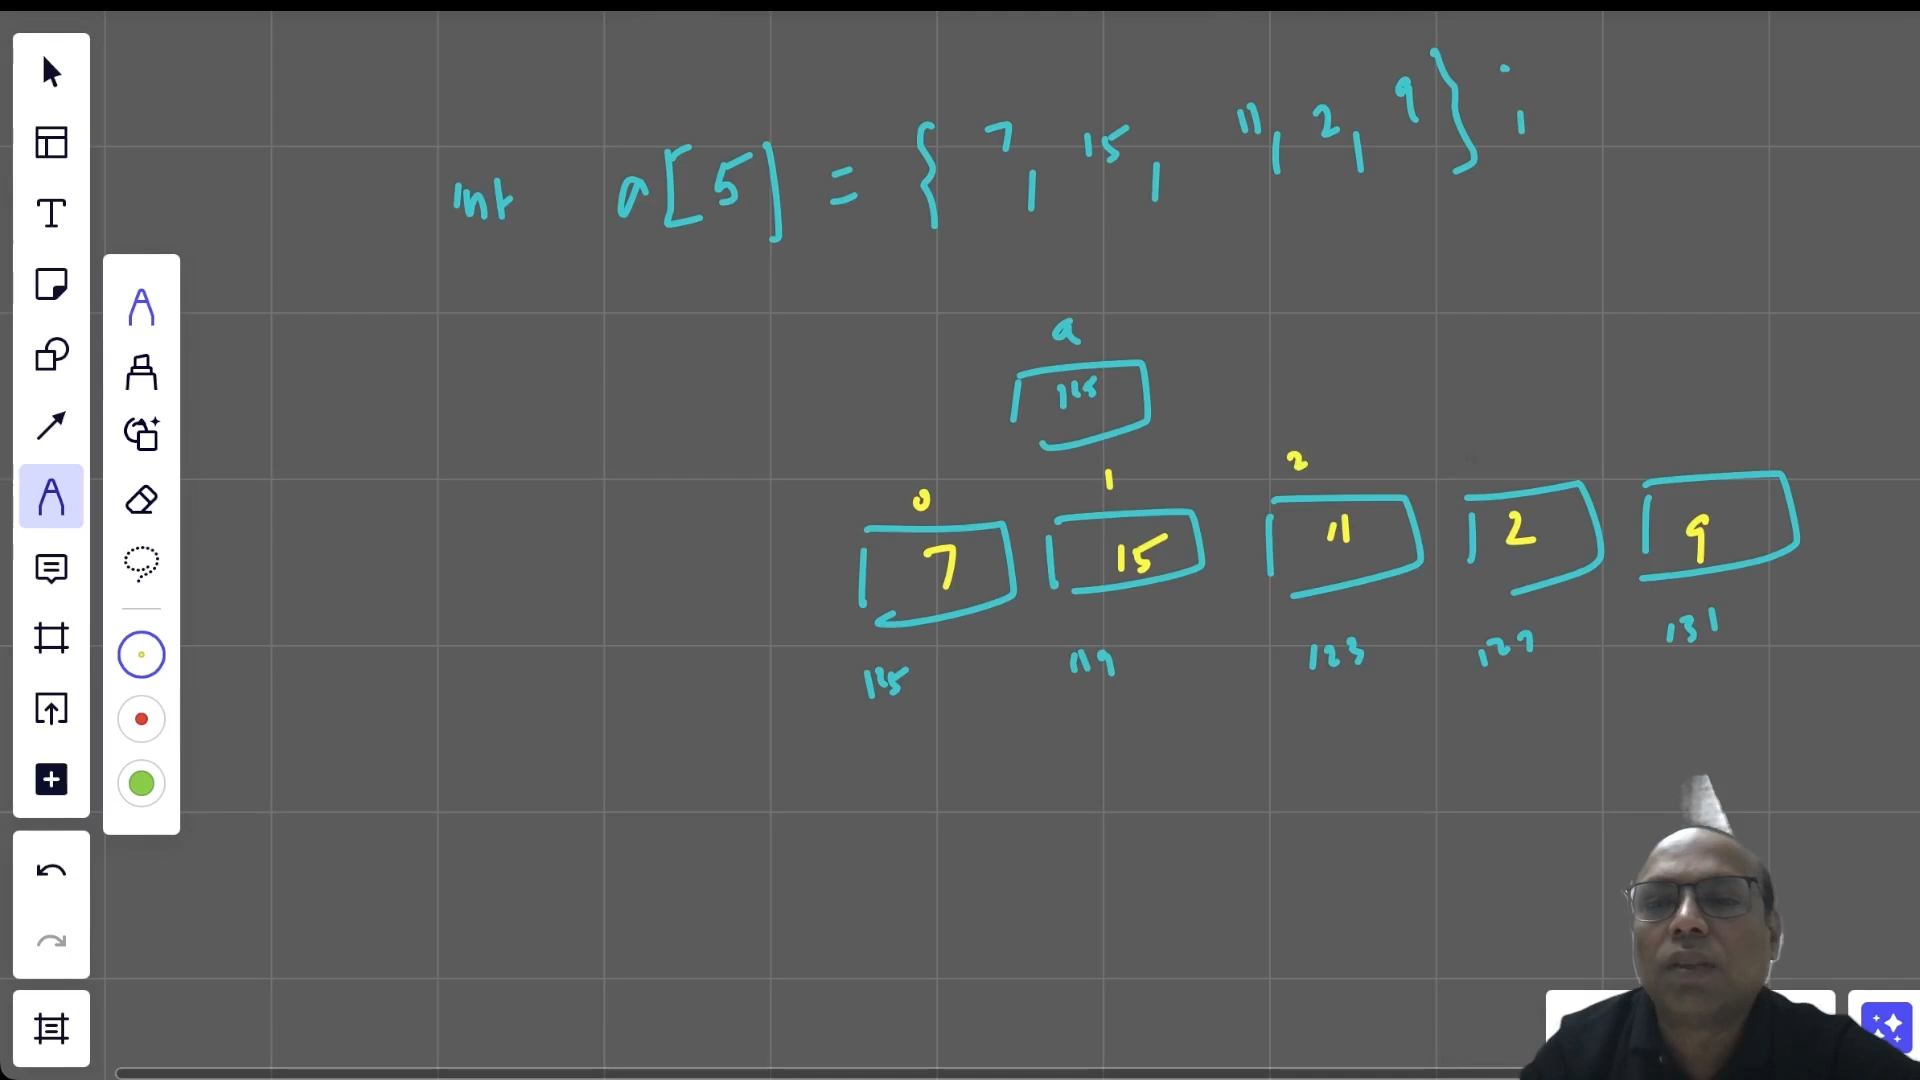 int a[5] = { 7, 15, 11, 2, 9 };
a
115
0 1 2
7 15 11 2 9
115 119 123 127 131